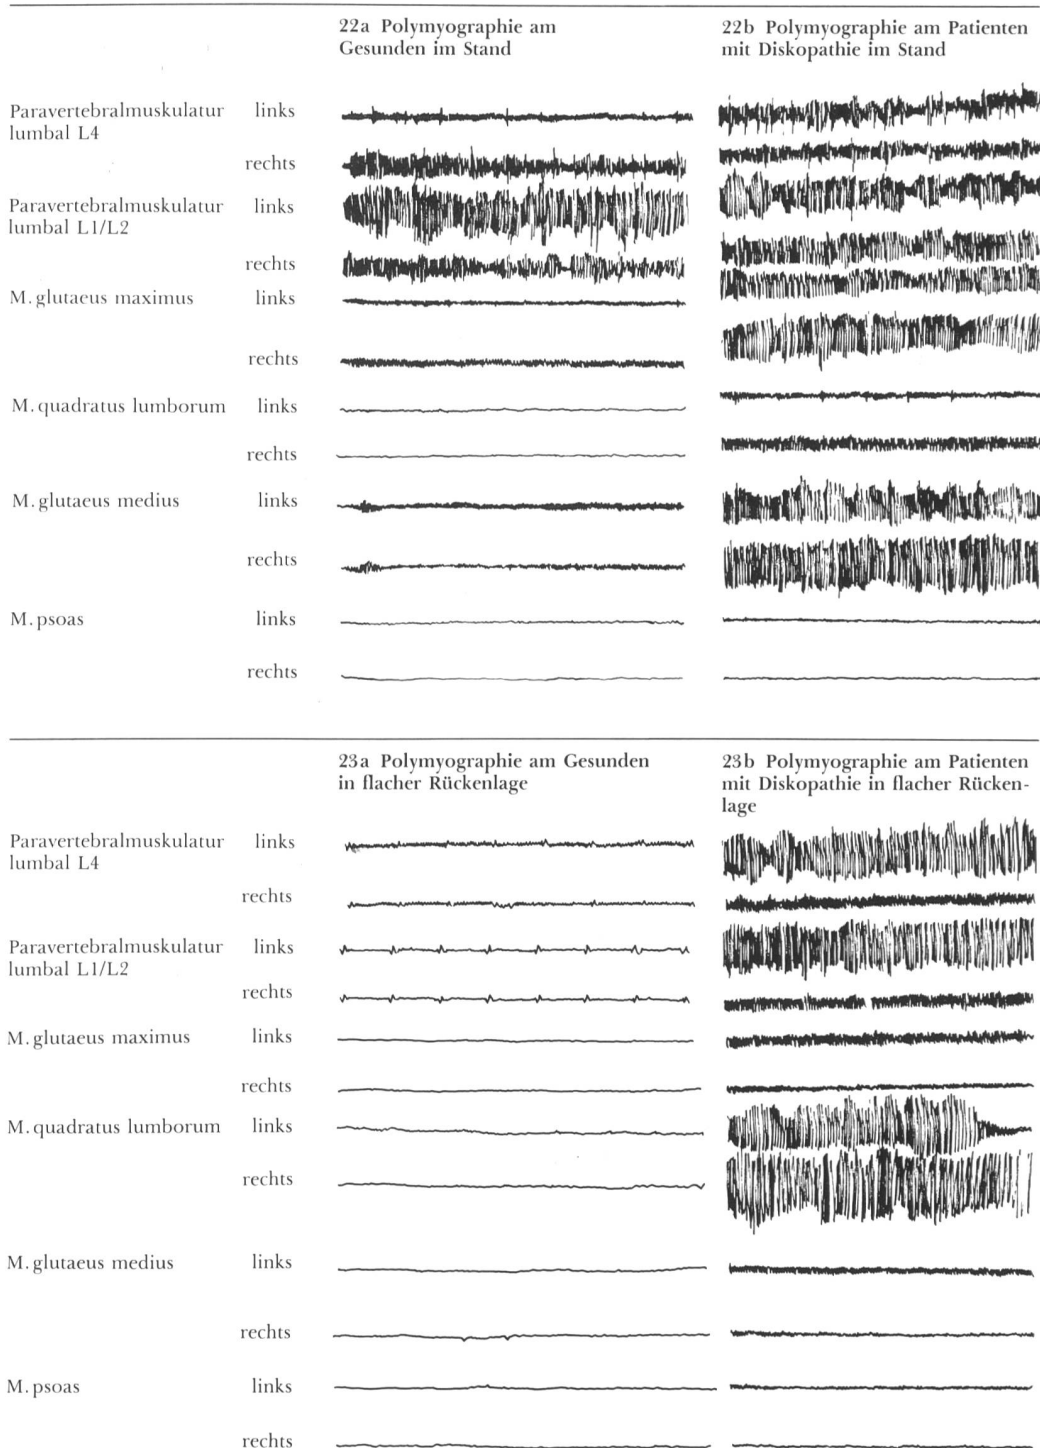 22a Polymyographie am
Gesunden im Stand
22b Polymyographie am Patienten
mit Diskopathie im Stand
Paravertebralmuskulatur links
lumbal L4
rechts
Paravertebralmuskulatur links
lumbal L1/L2
rechts
M. glutaeus maximus links
rechts
M. quadratus lumborum links
rechts
M. glutaeus medius links
rechts
M. psoas links
rechts
23a Polymyographie am Gesunden
in flacher Rückenlage
23b Polymyographie am Patienten
mit Diskopathie in flacher Rücken-
lage
Paravertebralmuskulatur links
lumbal L4
rechts
Paravertebralmuskulatur links
lumbal L1/L2
rechts
M. glutaeus maximus links
rechts
M. quadratus lumborum links
rechts
M. glutaeus medius links
rechts
M. psoas links
rechts